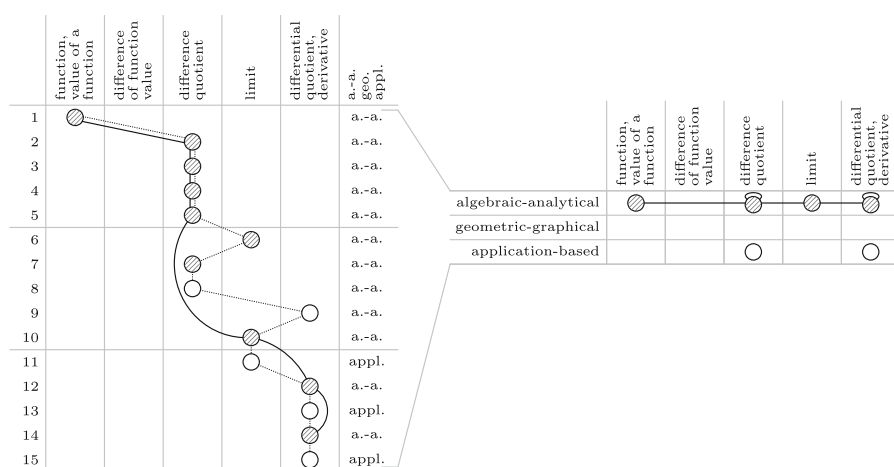 function,
value of a
function
difference
of function
value
difference
quotient
limit
differential
quotient,
derivative
a.-a.
geo.
appl.
1 a.-a.
2 a.-a.
3 a.-a.
4 a.-a.
5 a.-a.
6 a.-a.
7 a.-a.
8 a.-a.
9 a.-a.
10 a.-a.
11 appl.
12 a.-a.
13 appl.
14 a.-a.
15 appl.
function,
value of a
function
difference
of function
value
difference
quotient
limit
differential
quotient,
derivative
algebraic-analytical
geometric-graphical
application-based